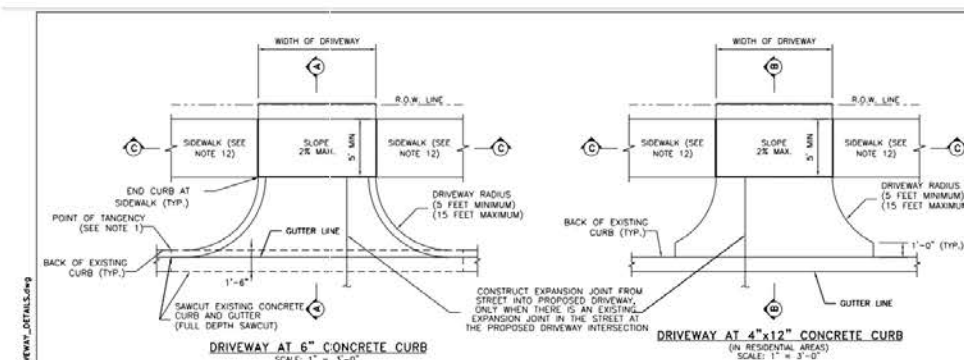 WIDTH OF DRIVEWAY
A
R.O.W. LINE
C
SIDEWALK (SEE
NOTE 12)
SLOPE
2% MAX.
5' MIN
SIDEWALK (SEE
NOTE 12)
C
END CURB AT
SIDEWALK (TYP.)
DRIVEWAY RADIUS
(5 FEET MINIMUM)
(15 FEET MAXIMUM)
POINT OF TANGENCY
(SEE NOTE 1)
GUTTER LINE
BACK OF EXISTING
CURB (TYP.)
1'-6"
SAWCUT EXISTING CONCRETE
CURB AND GUTTER
(FULL DEPTH SAWCUT)
A
DRIVEWAY AT 6" CONCRETE CURB
SCALE: 1" = 3'-0"
CONSTRUCT EXPANSION JOINT FROM
STREET INTO PROPOSED DRIVEWAY,
ONLY WHEN THERE IS AN EXISTING
EXPANSION JOINT IN THE STREET AT
THE PROPOSED DRIVEWAY INTERSECTION
WIDTH OF DRIVEWAY
B
R.O.W. LINE
C
SIDEWALK (SEE
NOTE 12)
SLOPE
2% MAX.
5' MIN
SIDEWALK (SEE
NOTE 12)
C
DRIVEWAY RADIUS
(5 FEET MINIMUM)
(15 FEET MAXIMUM
BACK OF EXISTING
CURB (TYP.)
1'-0" (TYP.)
GUTTER LINE
B
DRIVEWAY AT 4"x12" CONCRETE CURB
(IN RESIDENTIAL AREAS)
SCALE: 1" = 3'-0"
EWAY_DETAILS.dwg